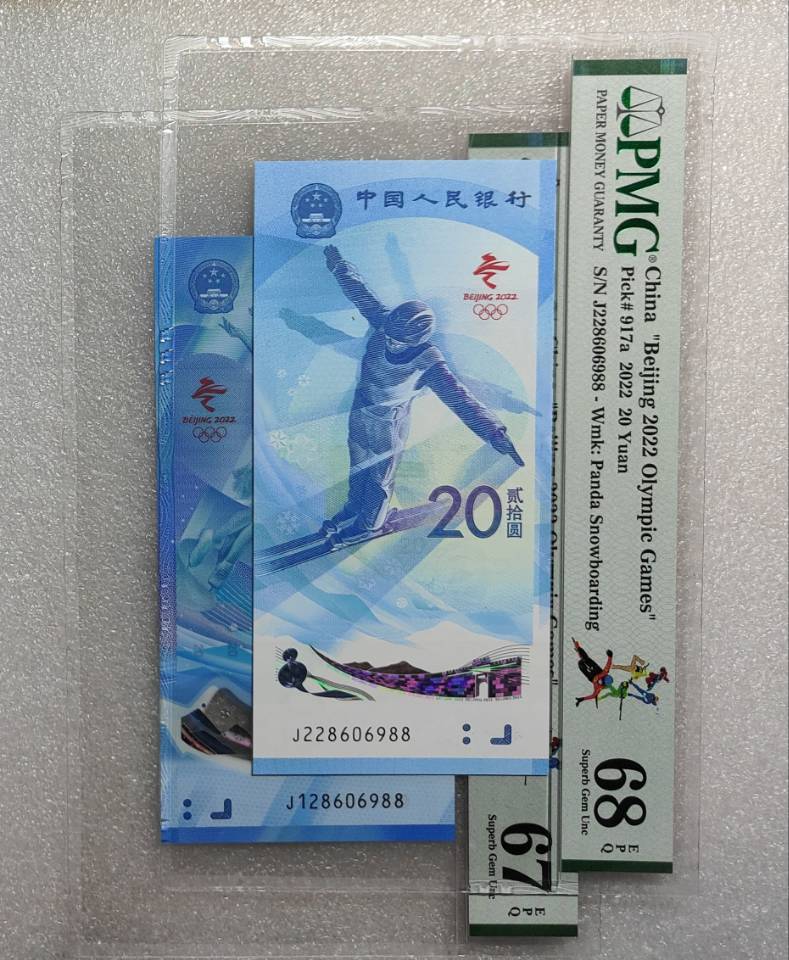 中国人民银行
BEIJING 2022
20
贰拾圆
J228606988
BEIJING 2022
J128606988
PMG®
PAPER MONEY GUARANTY
China "Beijing 2022 Olympic Games"
Pick# 917a 2022 20 Yuan
S/N J228606988 - Wmk: Panda Snowboarding
68
EPQ
Superb Gem Unc
67
EPQ
Superb Gem Unc